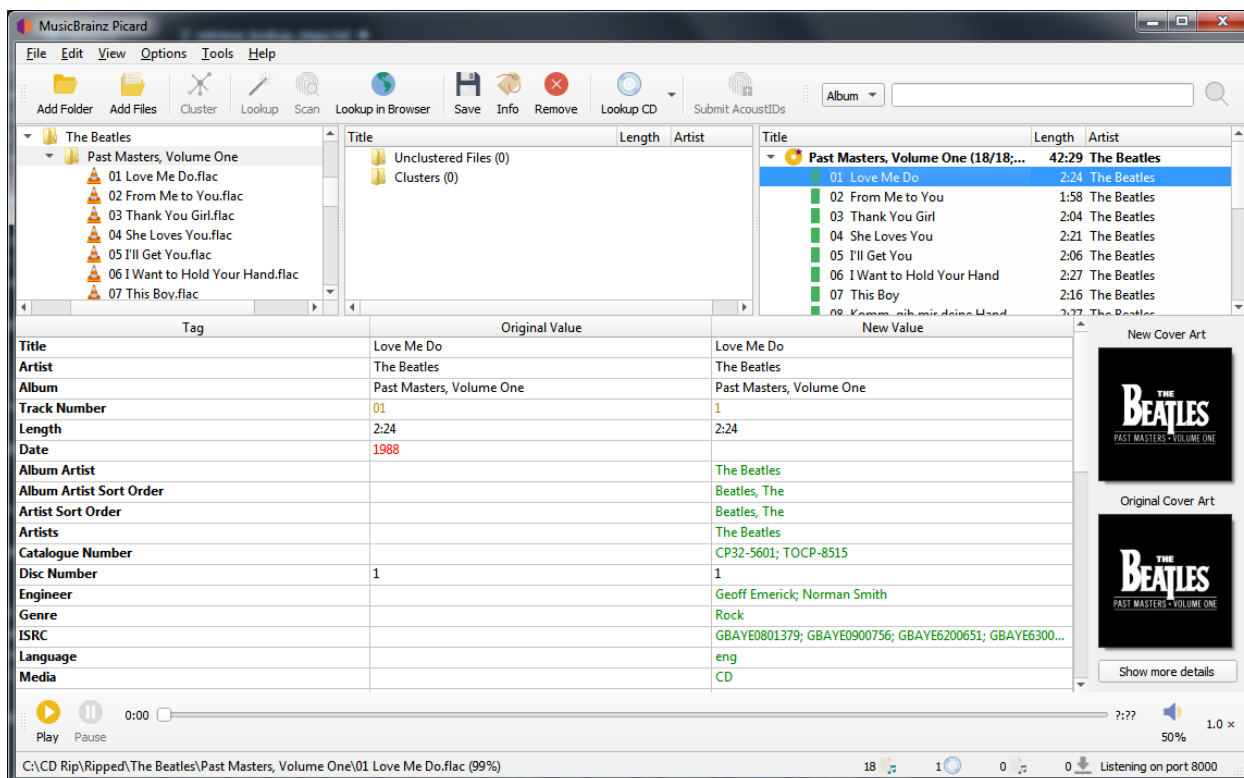 MusicBrainz Picard
File Edit View Options Tools Help
Add Folder Add Files Cluster Lookup Scan Lookup in Browser Save Info Remove Lookup CD Submit AcoustIDs Album
The Beatles
Past Masters, Volume One
01 Love Me Do.flac
02 From Me to You.flac
03 Thank You Girl.flac
04 She Loves You.flac
05 I'll Get You.flac
06 I Want to Hold Your Hand.flac
07 This Boy.flac
Title Length Artist
Unclustered Files (0)
Clusters (0)
Title Length Artist
Past Masters, Volume One (18/18;... 42:29 The Beatles
01 Love Me Do 2:24 The Beatles
02 From Me to You 1:58 The Beatles
03 Thank You Girl 2:04 The Beatles
04 She Loves You 2:21 The Beatles
05 I'll Get You 2:06 The Beatles
06 I Want to Hold Your Hand 2:27 The Beatles
07 This Boy 2:16 The Beatles
08 Komm, gib mir deine Hand 2:27 The Beatles
Tag Original Value New Value
Title Love Me Do Love Me Do
Artist The Beatles The Beatles
Album Past Masters, Volume One Past Masters, Volume One
Track Number 01 1
Length 2:24 2:24
Date 1988
Album Artist The Beatles
Album Artist Sort Order Beatles, The
Artist Sort Order Beatles, The
Artists The Beatles
Catalogue Number CP32-5601; TOCP-8515
Disc Number 1 1
Engineer Geoff Emerick; Norman Smith
Genre Rock
ISRC GBAYE0801379; GBAYE0900756; GBAYE6200651; GBAYE6300...
Language eng
Media CD
New Cover Art
THE
BEATLES
PAST MASTERS • VOLUME ONE
Original Cover Art
THE
BEATLES
PAST MASTERS • VOLUME ONE
Show more details
0:00 ?:??
Play Pause 50% 1.0 ×
C:\CD Rip\Ripped\The Beatles\Past Masters, Volume One\01 Love Me Do.flac (99%) 18 1 0 0 Listening on port 8000